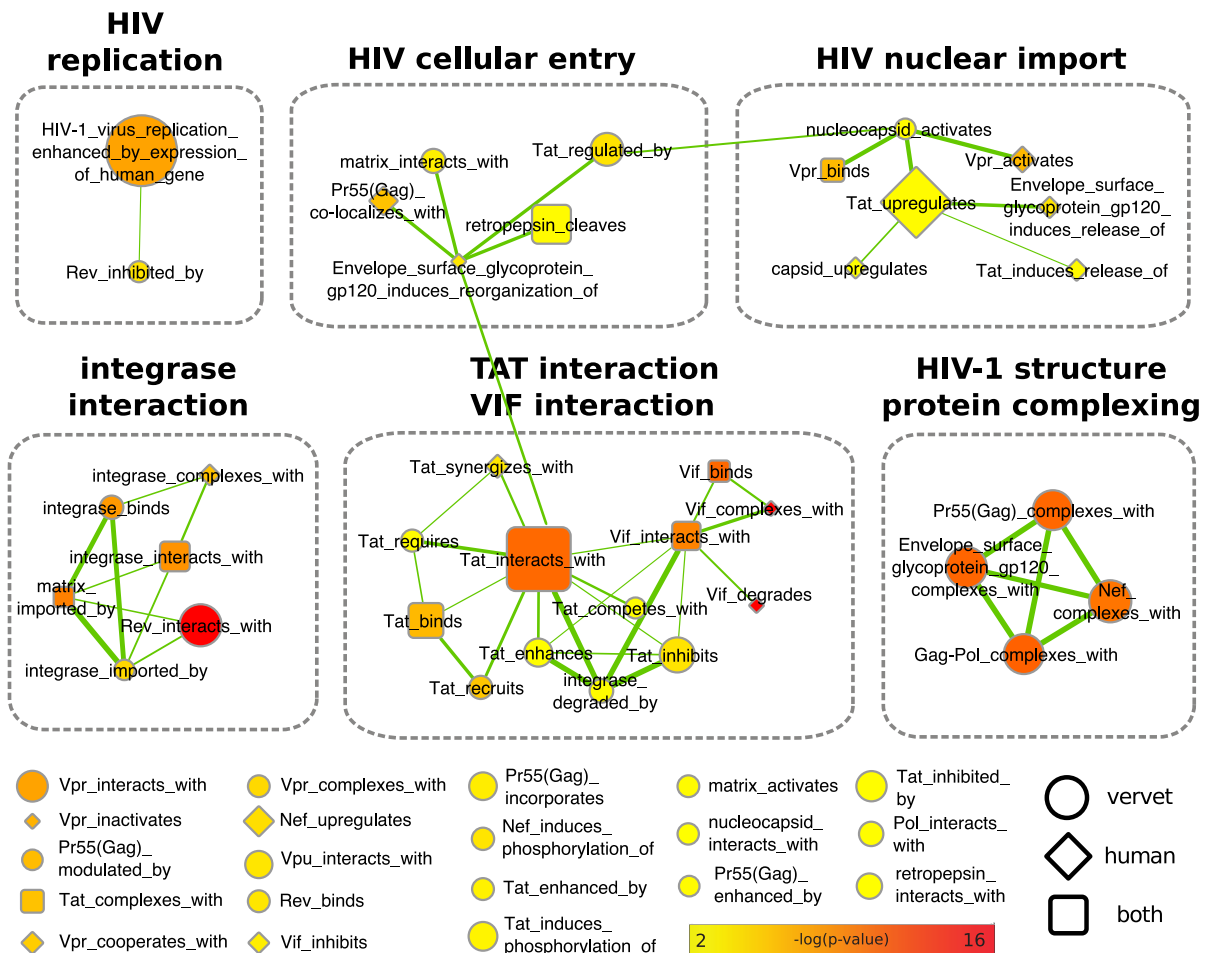 HIV
replication
HIV cellular entry
HIV nuclear import
HIV-1_virus_replication_
enhanced_by_expression_
of_human_gene
Rev_inhibited_by
matrix_interacts_with
Tat_regulated_by
Pr55(Gag)_
co-localizes_with
retropepsin_cleaves
Envelope_surface_glycoprotein_
gp120_induces_reorganization_of
nucleocapsid_activates
Vpr_binds
Vpr_activates
Tat_upregulates
Envelope_surface_
glycoprotein_gp120_
induces_release_of
capsid_upregulates
Tat_induces_release_of
integrase
interaction
TAT interaction
VIF interaction
HIV-1 structure
protein complexing
integrase_complexes_with
integrase_binds
integrase_interacts_with
matrix_
imported_by
Rev_interacts_with
integrase_imported_by
Tat_synergizes_with
Vif_binds
Vif_complexes_with
Tat_requires
Tat_interacts_with
Vif_interacts_with
Tat_competes_with
Vif_degrades
Tat_binds
Tat_enhances
Tat_inhibits
Tat_recruits
integrase_
degraded_by
Pr55(Gag)_complexes_with
Envelope_surface_
glycoprotein_gp120_
complexes_with
Nef_
complexes_with
Gag-Pol_complexes_with
Vpr_interacts_with
Vpr_inactivates
Pr55(Gag)_
modulated_by
Tat_complexes_with
Vpr_cooperates_with
Vpr_complexes_with
Nef_upregulates
Vpu_interacts_with
Rev_binds
Vif_inhibits
Pr55(Gag)_
incorporates
Nef_induces_
phosphorylation_of
Tat_enhanced_by
Tat_induces_
phosphorylation_of
matrix_activates
nucleocapsid_
interacts_with
Pr55(Gag)_
enhanced_by
Tat_inhibited_
by
Pol_interacts_
with
retropepsin_
interacts_with
2 -log(p-value) 16
vervet
human
both